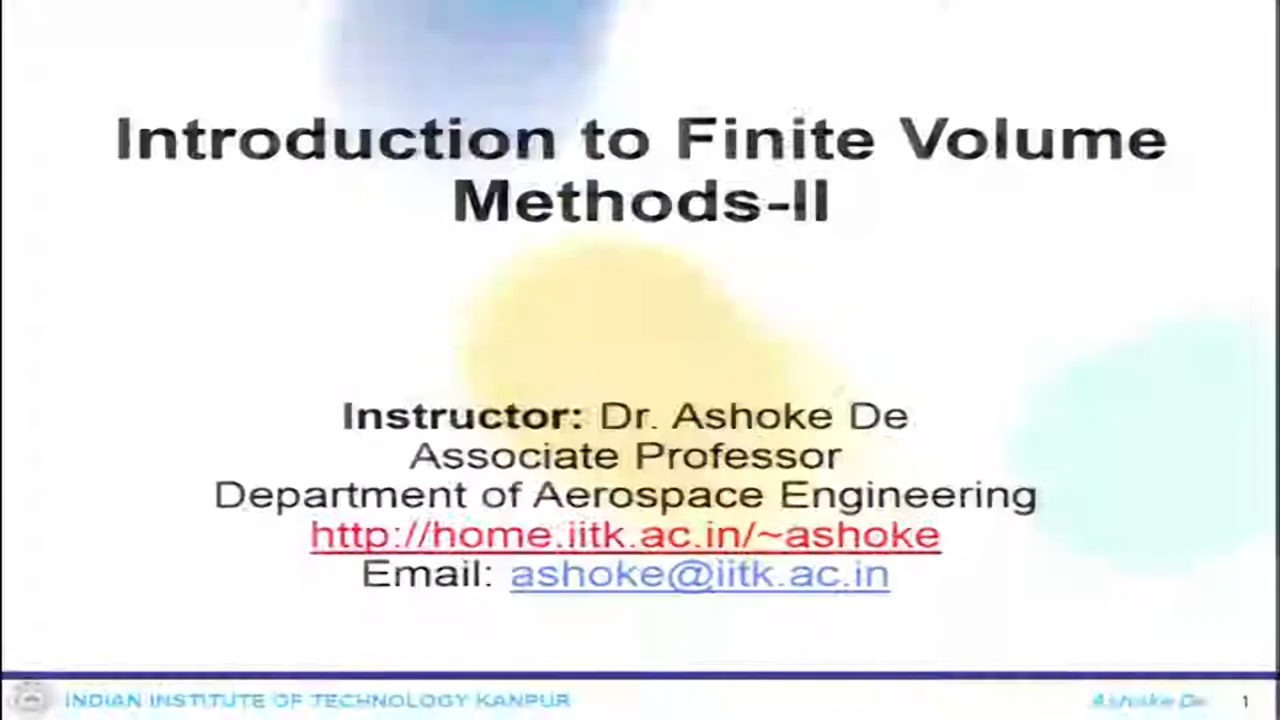 Introduction to Finite Volume
Methods-II
Instructor: Dr. Ashoke De
Associate Professor
Department of Aerospace Engineering
http://home.iitk.ac.in/~ashoke
Email: ashoke@iitk.ac.in
INDIAN INSTITUTE OF TECHNOLOGY KANPUR
Ashoke De 1